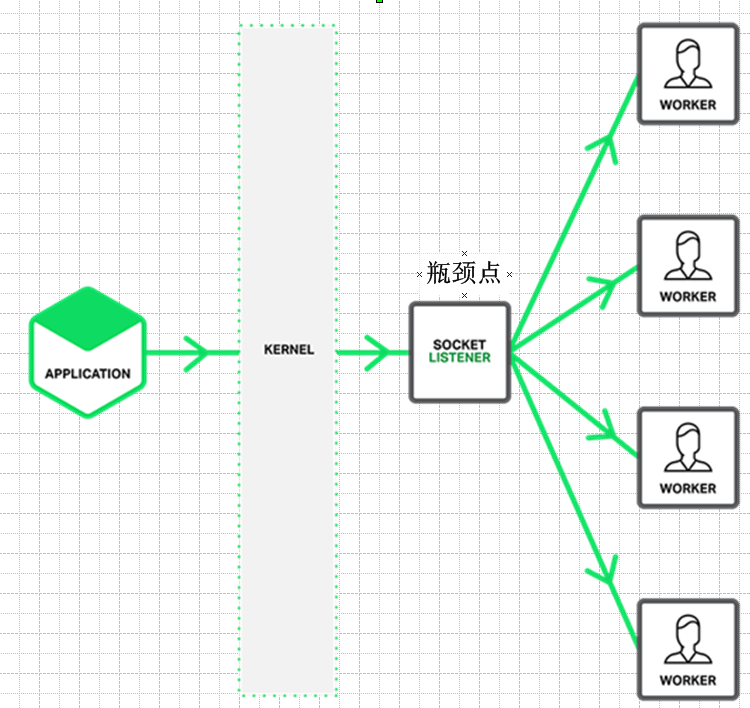 APPLICATION
KERNEL
瓶颈点
SOCKET
LISTENER
WORKER
WORKER
WORKER
WORKER